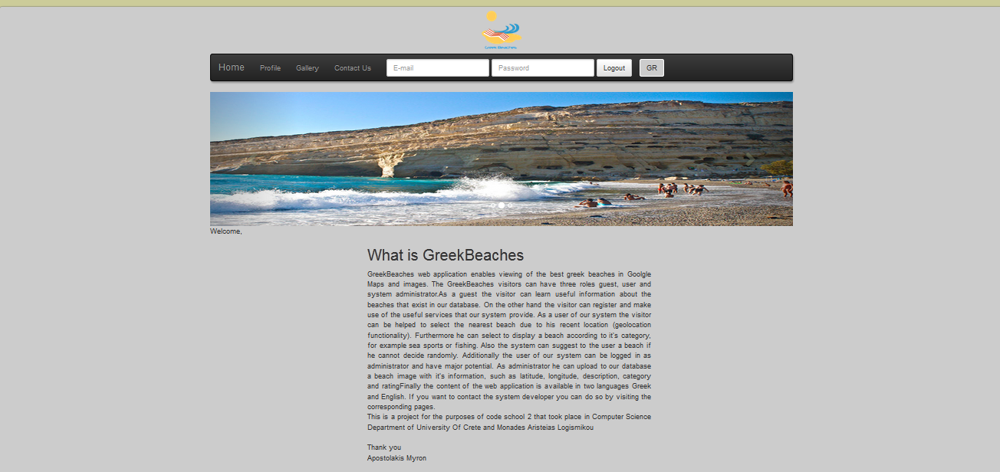 Greek Beaches
Home Profile Gallery Contact Us E-mail Password Logout GR
Welcome,
What is GreekBeaches
GreekBeaches web application enables viewing of the best greek beaches in Goolgle
Maps and images. The GreekBeaches visitors can have three roles guest, user and
system administrator.As a guest the visitor can learn useful information about the
beaches that exist in our database. On the other hand the visitor can register and make
use of the useful services that our system provide. As a user of our system the visitor
can be helped to select the nearest beach due to his recent location (geolocation
functionality). Furthermore he can select to display a beach according to it's category,
for example sea sports or fishing. Also the system can suggest to the user a beach if
he cannot decide randomly. Additionally the user of our system can be logged in as
administrator and have major potential. As administrator he can upload to our database
a beach image with it's information, such as latitude, longitude, description, category
and ratingFinally the content of the web application is available in two languages Greek
and English. If you want to contact the system developer you can do so by visiting the
corresponding pages.
This is a project for the purposes of code school 2 that took place in Computer Science
Department of University Of Crete and Monades Aristeias Logismikou
Thank you
Apostolakis Myron